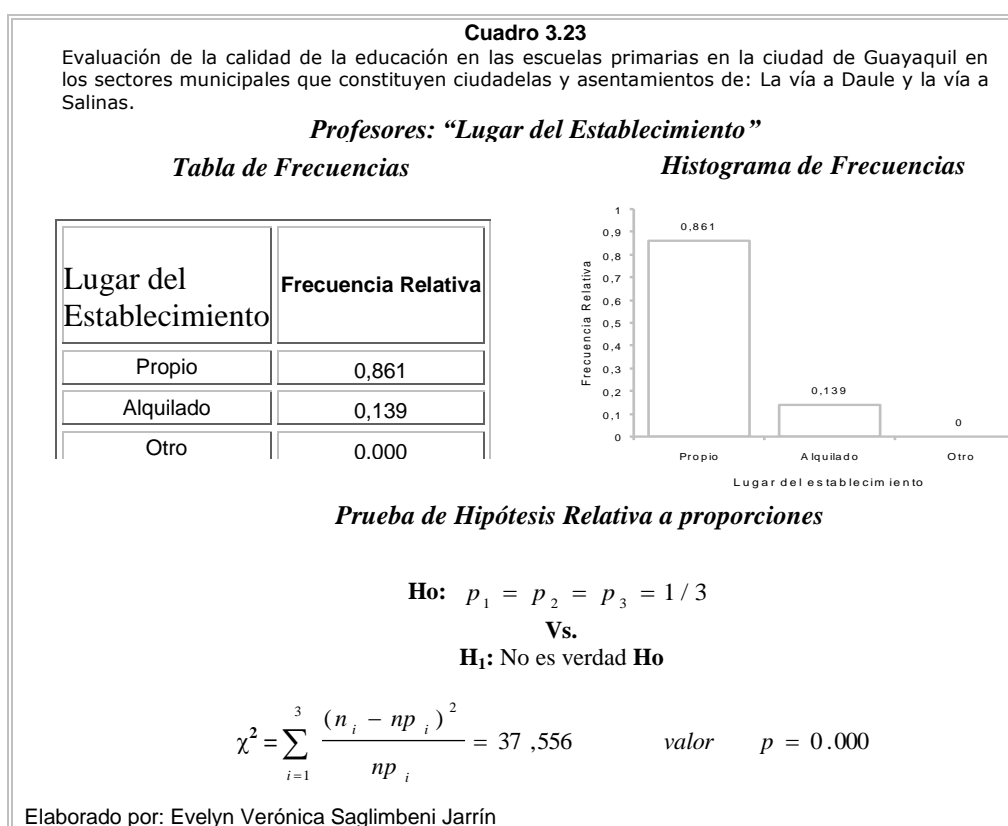 Cuadro 3.23
Evaluación de la calidad de la educación en las escuelas primarias en la ciudad de Guayaquil en
los sectores municipales que constituyen ciudadelas y asentamientos de: La vía a Daule y la vía a
Salinas.
Profesores: “Lugar del Establecimiento”
Tabla de Frecuencias
Lugar del
Establecimiento
Frecuencia Relativa
Propio 0,861
Alquilado 0,139
Otro 0.000
Histograma de Frecuencias
Frecuencia Relativa
1
0,9
0,8
0,7
0,6
0,5
0,4
0,3
0,2
0,1
0
0,861
0,139
0
Propio Alquilado Otro
Lugar del establecimiento
Prueba de Hipótesis Relativa a proporciones
Ho: p₁ = p₂ = p₃ = 1 / 3
Vs.
H₁: No es verdad Ho
χ² = ∑ i=1 3 (n i − np i)² / np i = 37 ,556 valor p = 0.000
Elaborado por: Evelyn Verónica Saglimbeni Jarrín